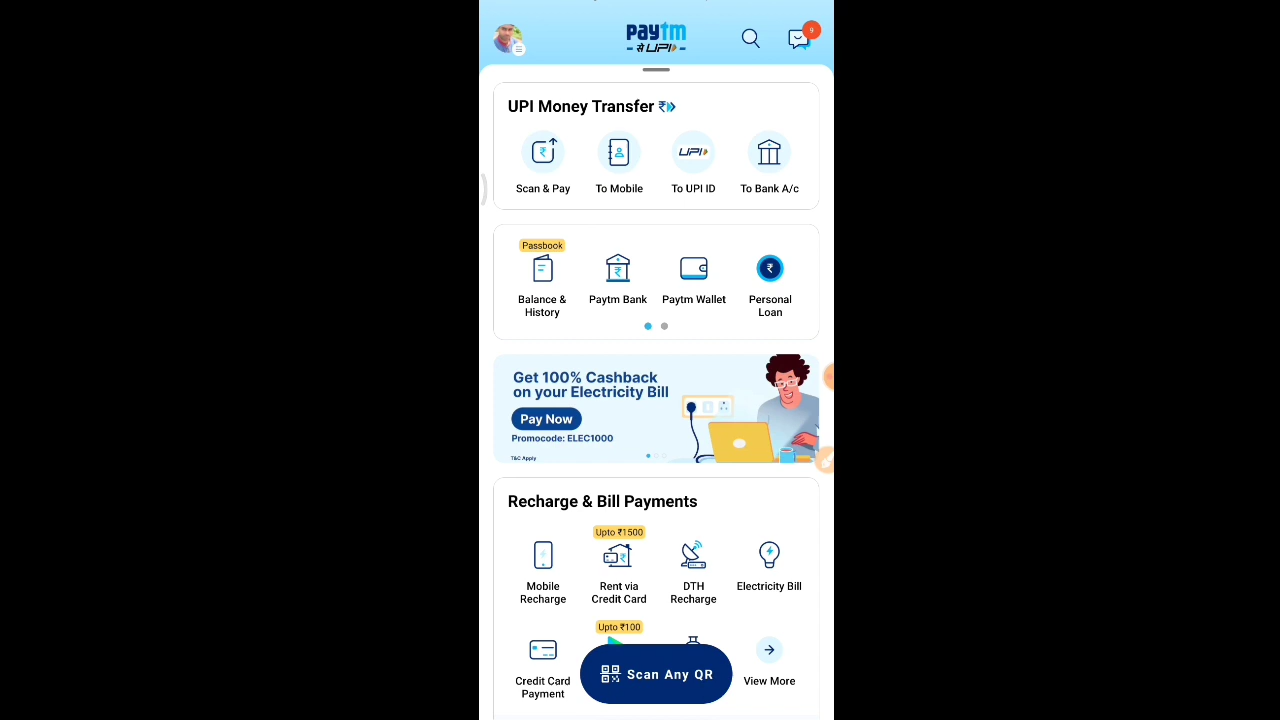 paytm
से UPI
9
UPI Money Transfer
Scan & Pay
To Mobile
UPI
To UPI ID
To Bank A/c
Passbook
Balance & History
Paytm Bank
Paytm Wallet
Personal Loan
Get 100% Cashback
on your Electricity Bill
Pay Now
Promocode: ELEC1000
T&C Apply
Recharge & Bill Payments
Mobile Recharge
Upto ₹1500
Rent via Credit Card
DTH Recharge
Electricity Bill
Credit Card Payment
Upto ₹100
Scan Any QR
View More